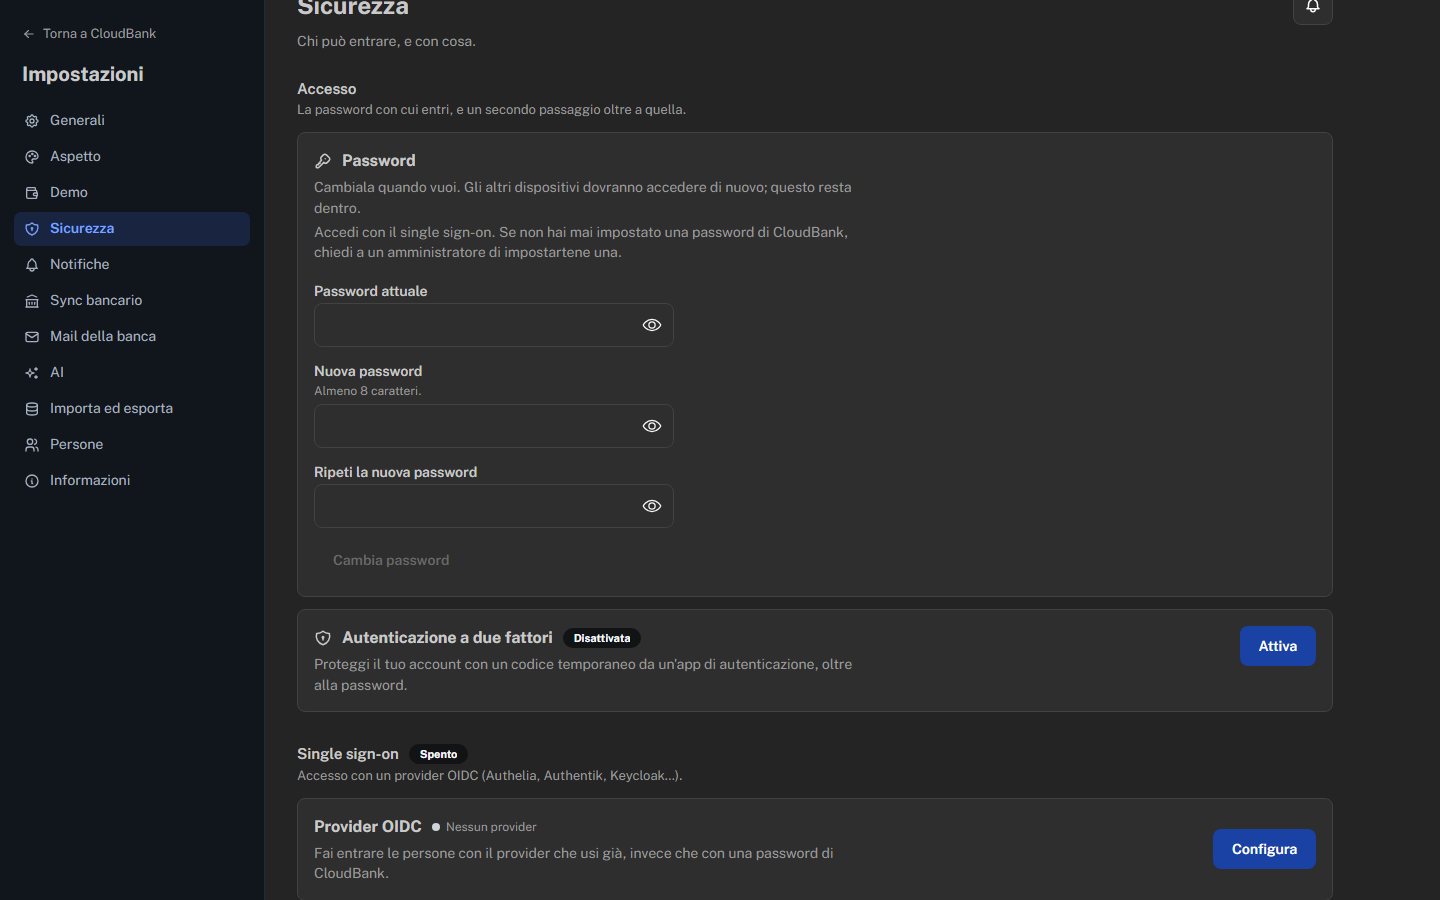 Torna a CloudBank
Impostazioni
Generali
Aspetto
Demo
Sicurezza
Notifiche
Sync bancario
Mail della banca
AI
Importa ed esporta
Persone
Informazioni
Sicurezza
Chi può entrare, e con cosa.
Accesso
La password con cui entri, e un secondo passaggio oltre a quella.
Password
Cambiala quando vuoi. Gli altri dispositivi dovranno accedere di nuovo; questo resta
dentro.
Accedi con il single sign-on. Se non hai mai impostato una password di CloudBank,
chiedi a un amministratore di impostartene una.
Password attuale
Nuova password
Almeno 8 caratteri.
Ripeti la nuova password
Cambia password
Autenticazione a due fattori Disattivata
Proteggi il tuo account con un codice temporaneo da un'app di autenticazione, oltre
alla password.
Attiva
Single sign-on Spento
Accesso con un provider OIDC (Authelia, Authentik, Keycloak…).
Provider OIDC Nessun provider
Fai entrare le persone con il provider che usi già, invece che con una password di
CloudBank.
Configura